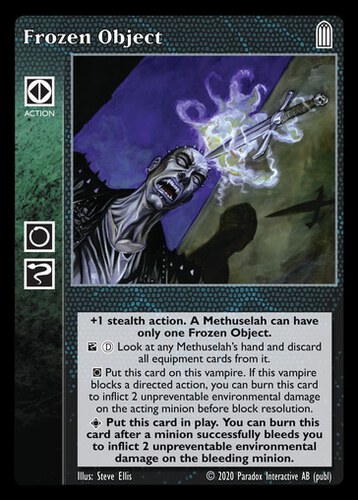 Frozen Object
ACTION
+1 stealth action. A Methuselah can have
only one Frozen Object.
D Look at any Methuselah's hand and discard
all equipment cards from it.
Put this card on this vampire. If this vampire
blocks a directed action, you can burn this card
to inflict 2 unpreventable environmental damage
on the acting minion before block resolution.
Put this card in play. You can burn this
card after a minion successfully bleeds you
to inflict 2 unpreventable environmental
damage on the bleeding minion.
Illus: Steve Ellis © 2020 Paradox Interactive AB (publ)